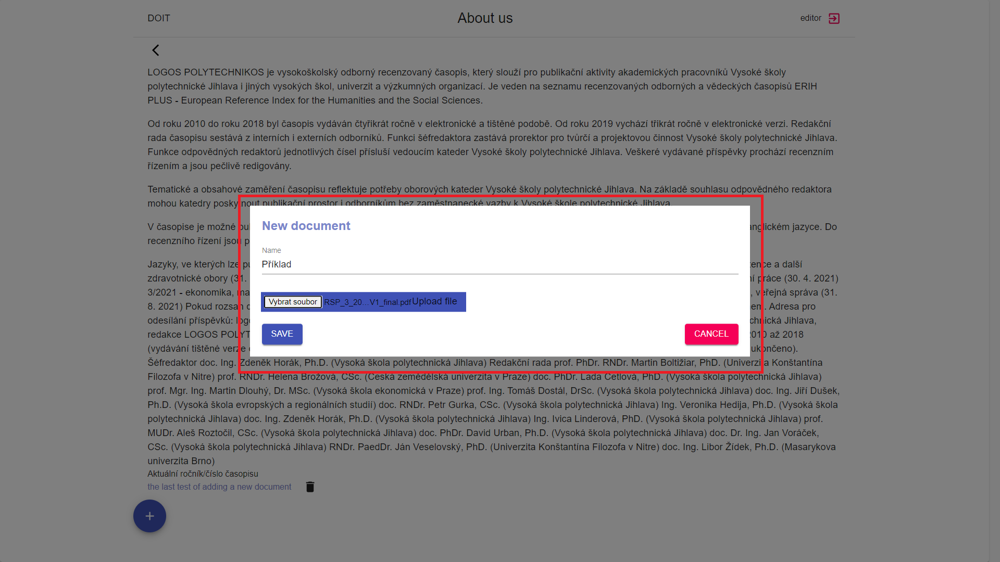 DOIT
About us
editor
LOGOS POLYTECHNIKOS je vysokoškolský odborný recenzovaný časopis, který slouží pro publikační aktivity akademických pracovníků Vysoké školy
polytechnické Jihlava i jiných vysokých škol, univerzit a výzkumných organizací. Je veden na seznamu recenzovaných odborných a vědeckých časopisů ERIH
PLUS - European Reference Index for the Humanities and the Social Sciences.
Od roku 2010 do roku 2018 byl časopis vydáván čtyřikrát ročně v elektronické a tištěné podobě. Od roku 2019 vychází třikrát ročně v elektronické verzi. Redakční
rada časopisu sestává z interních i externích odborníků. Funkci šéfredaktora zastává prorektor pro tvůrčí a projektovou činnost Vysoké školy polytechnické Jihlava.
Funkce odpovědných redaktorů jednotlivých čísel přísluší vedoucím kateder Vysoké školy polytechnické Jihlava. Veškeré vydávané příspěvky prochází recenzním
řízením a jsou pečlivě redigovány.
Tematické a obsahové zaměření časopisu reflektuje potřeby oborových kateder Vysoké školy polytechnické Jihlava. Na základě souhlasu odpovědného redaktora
mohou katedry poskytnout publikační prostor i odborníkům bez zaměstnanecké vazby k Vysoké škole polytechnické Jihlava.
V časopise je možné anglickém jazyce. Do
recenzního řízení jsou
Jazyky, ve kterých lze a další
zdravotnické obory (31. práce (30. 4. 2021)
3/2021 - ekonomika, veřejná správa (31.
8. 2021) Pokud rozsah Adresa pro
odesílání příspěvků: Jihlava,
redakce LOGOS 2010 až 2018
(vydávání tištěné verze ukončeno).
New document
Name
Příklad
Vybrat soubor RSP_3_20...V1_final.pdf Upload file
SAVE
CANCEL
Šéfredaktor doc. Ing. Zdeněk Horák, Ph.D. (Vysoká škola polytechnická Jihlava) Redakční rada prof. PhDr. RNDr. Martin Boltižiar, PhD. (Univerzita Konštantína
Filozofa v Nitre) prof. RNDr. Helena Brožová, CSc. (Česká zemědělská univerzita v Praze) doc. PhDr. Lada Cetlová, PhD. (Vysoká škola polytechnická Jihlava)
prof. Mgr. Ing. Martin Dlouhý, Dr. MSc. (Vysoká škola ekonomická v Praze) prof. Ing. Tomáš Dostál, DrSc. (Vysoká škola polytechnická Jihlava) doc. Ing. Jiří Dušek,
Ph.D. (Vysoká škola evropských a regionálních studií) doc. RNDr. Petr Gurka, CSc. (Vysoká škola polytechnická Jihlava) Ing. Veronika Hedija, Ph.D. (Vysoká škola
polytechnická Jihlava) doc. Ing. Zdeněk Horák, Ph.D. (Vysoká škola polytechnická Jihlava) Ing. Ivica Linderová, PhD. (Vysoká škola polytechnická Jihlava) prof.
MUDr. Aleš Roztočil, CSc. (Vysoká škola polytechnická Jihlava) doc. PhDr. David Urban, Ph.D. (Vysoká škola polytechnická Jihlava) doc. Dr. Ing. Jan Voráček,
CSc. (Vysoká škola polytechnická Jihlava) RNDr. PaedDr. Ján Veselovský, PhD. (Univerzita Konštantína Filozofa v Nitre) doc. Ing. Libor Žídek, Ph.D. (Masarykova
univerzita Brno)
Aktuální ročník/číslo časopisu
the last test of adding a new document